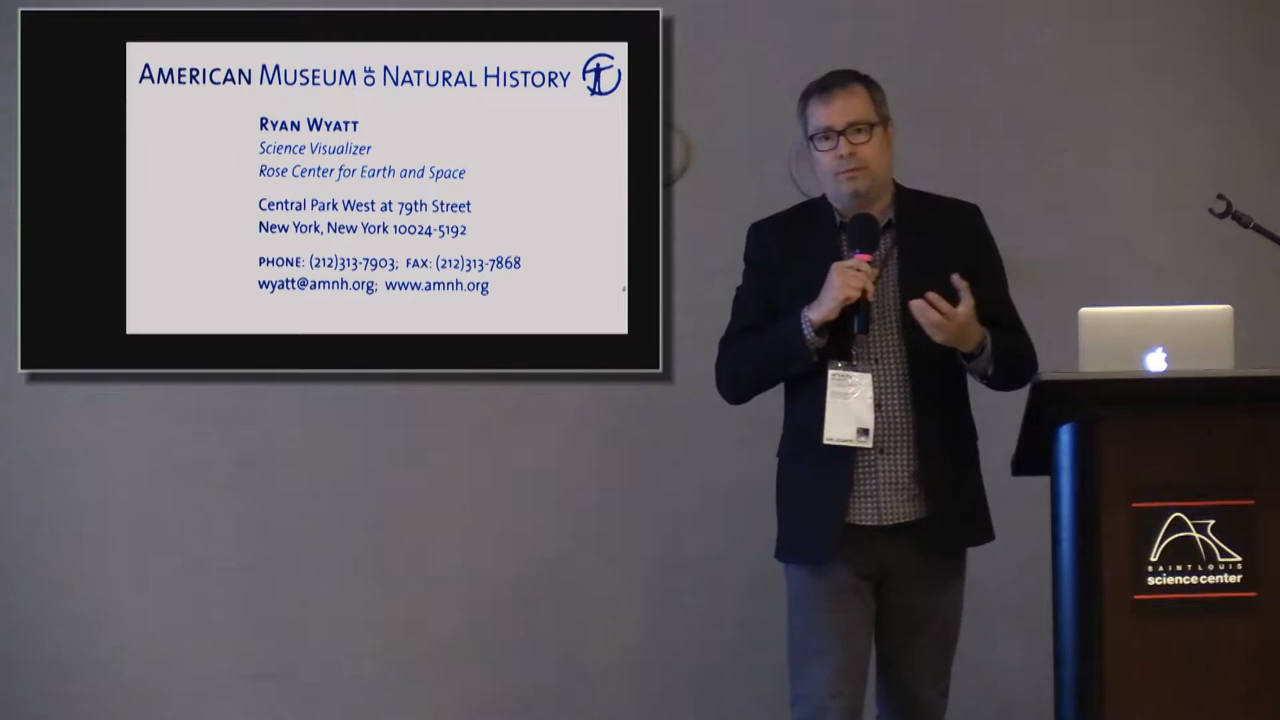 AMERICAN MUSEUM OF NATURAL HISTORY
RYAN WYATT
Science Visualizer
Rose Center for Earth and Space
Central Park West at 79th Street
New York, New York 10024-5192
PHONE: (212)313-7903; FAX: (212)313-7868
wyatt@amnh.org; www.amnh.org
SAINT LOUIS
sciencecenter